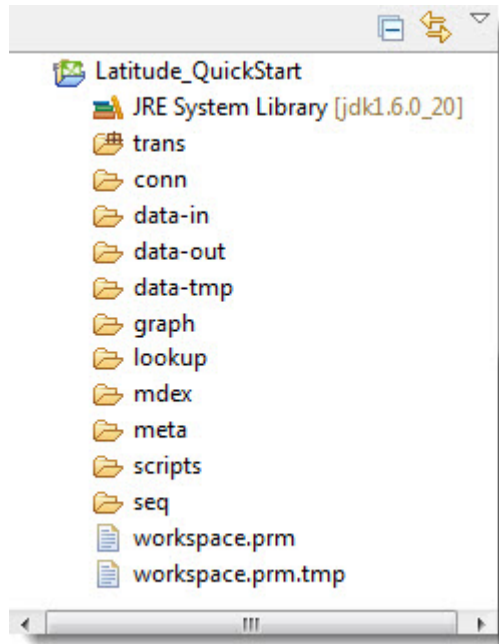 Latitude_QuickStart
JRE System Library [jdk1.6.0_20]
trans
conn
data-in
data-out
data-tmp
graph
lookup
mdex
meta
scripts
seq
workspace.prm
workspace.prm.tmp